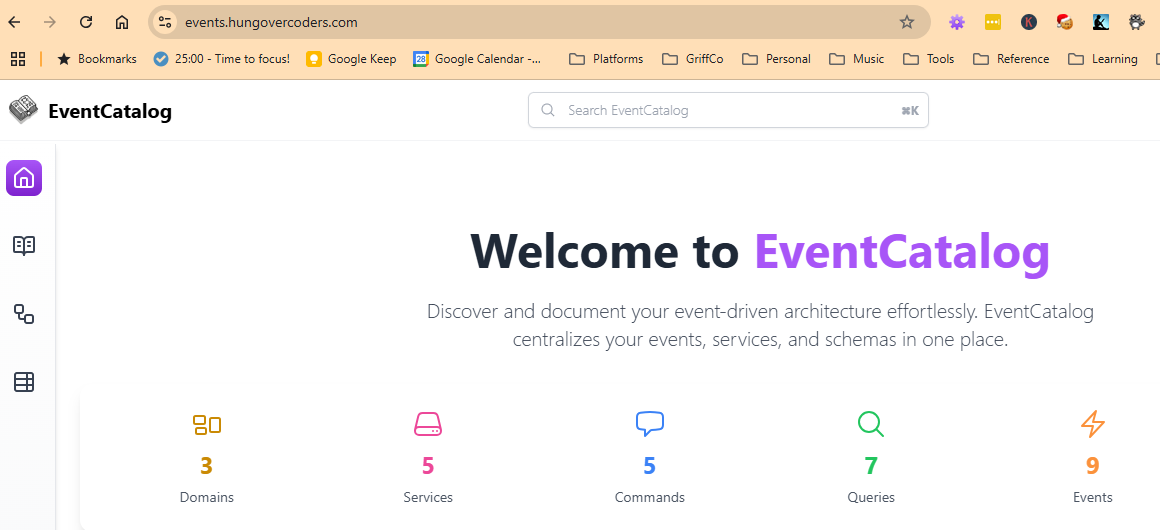 events.hungovercoders.com
Bookmarks 25:00 - Time to focus! Google Keep 28 Google Calendar -... Platforms GriffCo Personal Music Tools Reference Learning
EventCatalog Search EventCatalog ⌘K
Welcome to EventCatalog
Discover and document your event-driven architecture effortlessly. EventCatalog
centralizes your events, services, and schemas in one place.
3 5 5 7 9
Domains Services Commands Queries Events